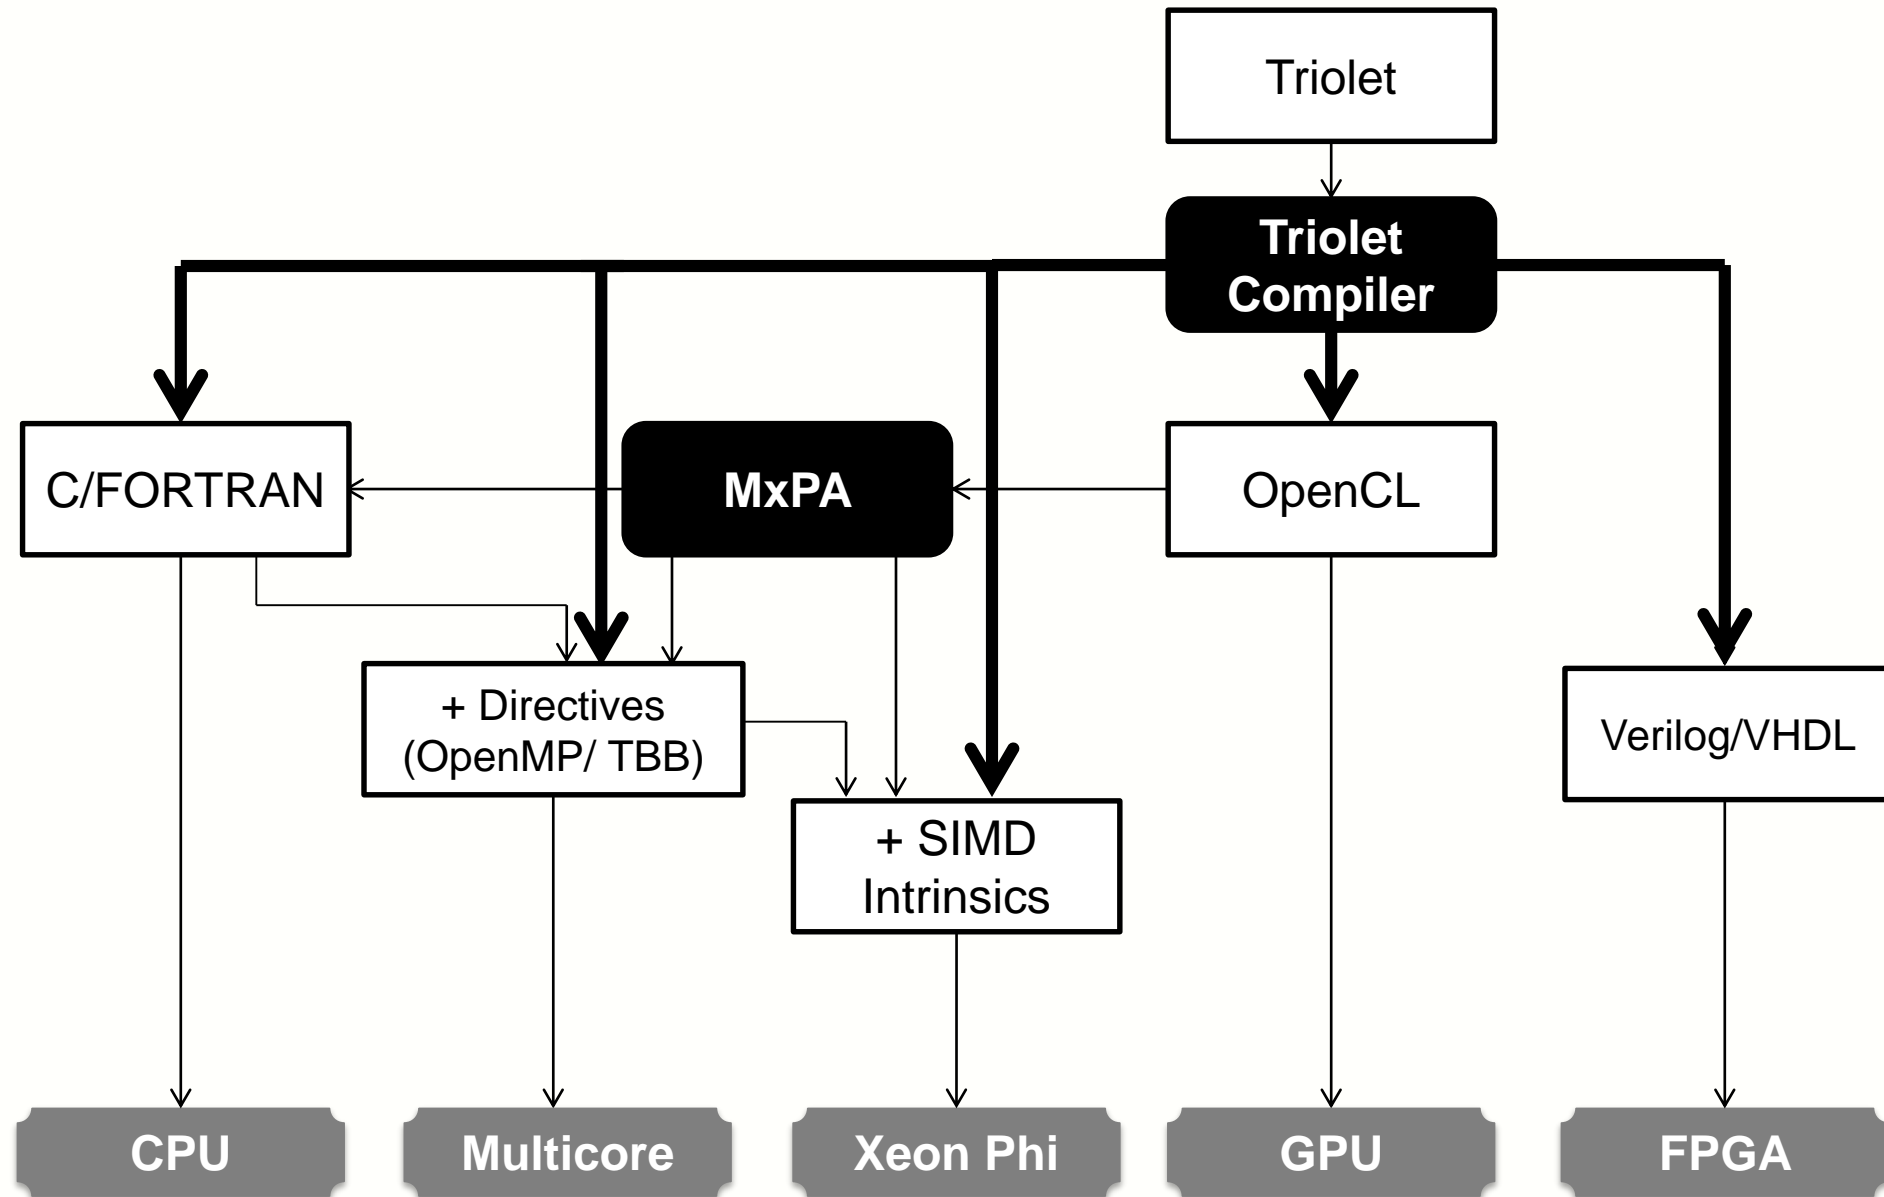 Triolet
Triolet
Compiler
C/FORTRAN
MxPA
OpenCL
+ Directives
(OpenMP/ TBB)
Verilog/VHDL
+ SIMD
Intrinsics
CPU
Multicore
Xeon Phi
GPU
FPGA